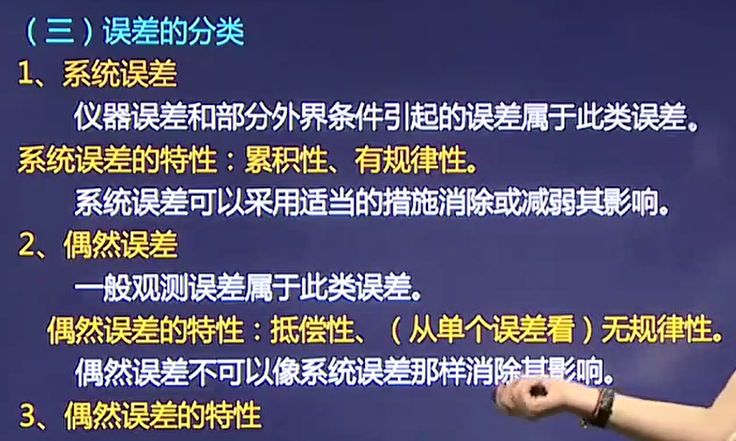 （三）误差的分类
1、系统误差
仪器误差和部分外界条件引起的误差属于此类误差。
系统误差的特性：累积性、有规律性。
系统误差可以采用适当的措施消除或减弱其影响。
2、偶然误差
一般观测误差属于此类误差。
偶然误差的特性：抵偿性、（从单个误差看）无规律性。
偶然误差不可以像系统误差那样消除其影响。
3、偶然误差的特性